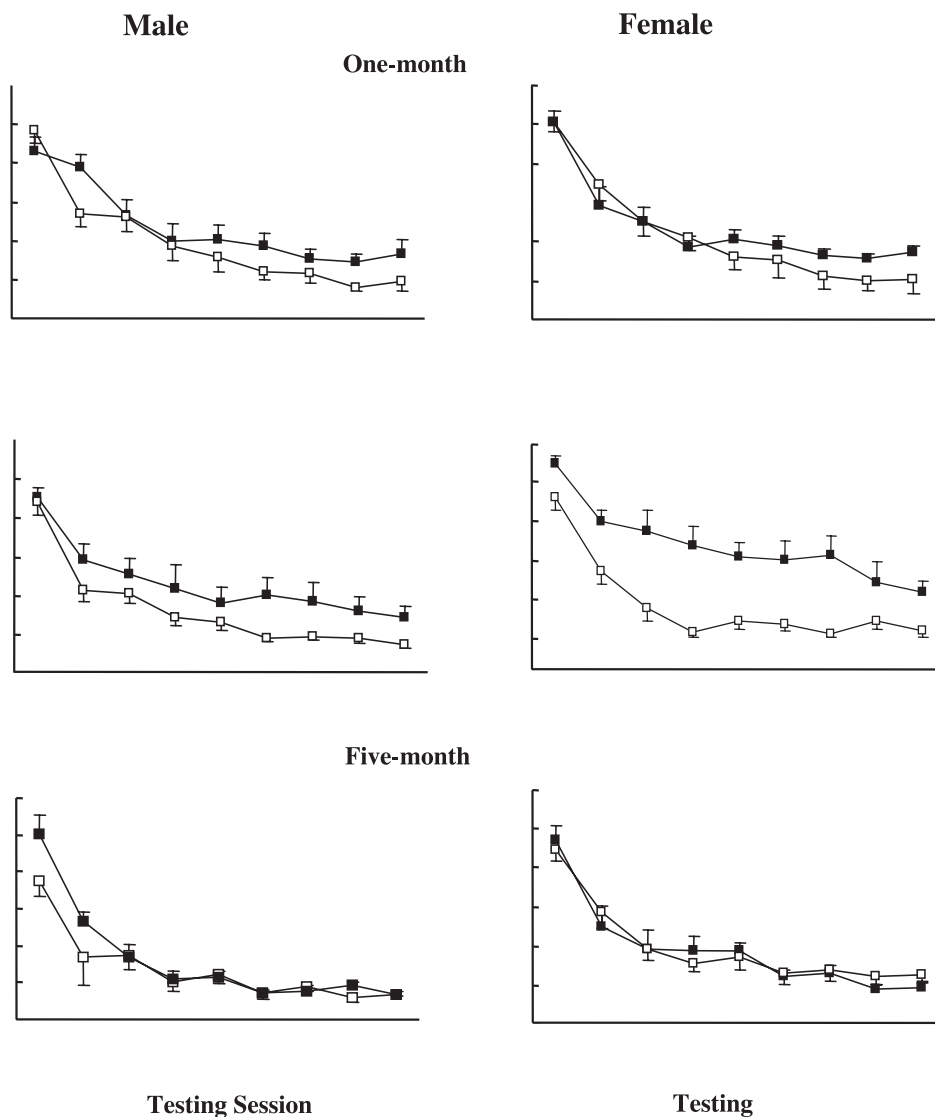 Male
Female
One-month
Five-month
Testing Session
Testing